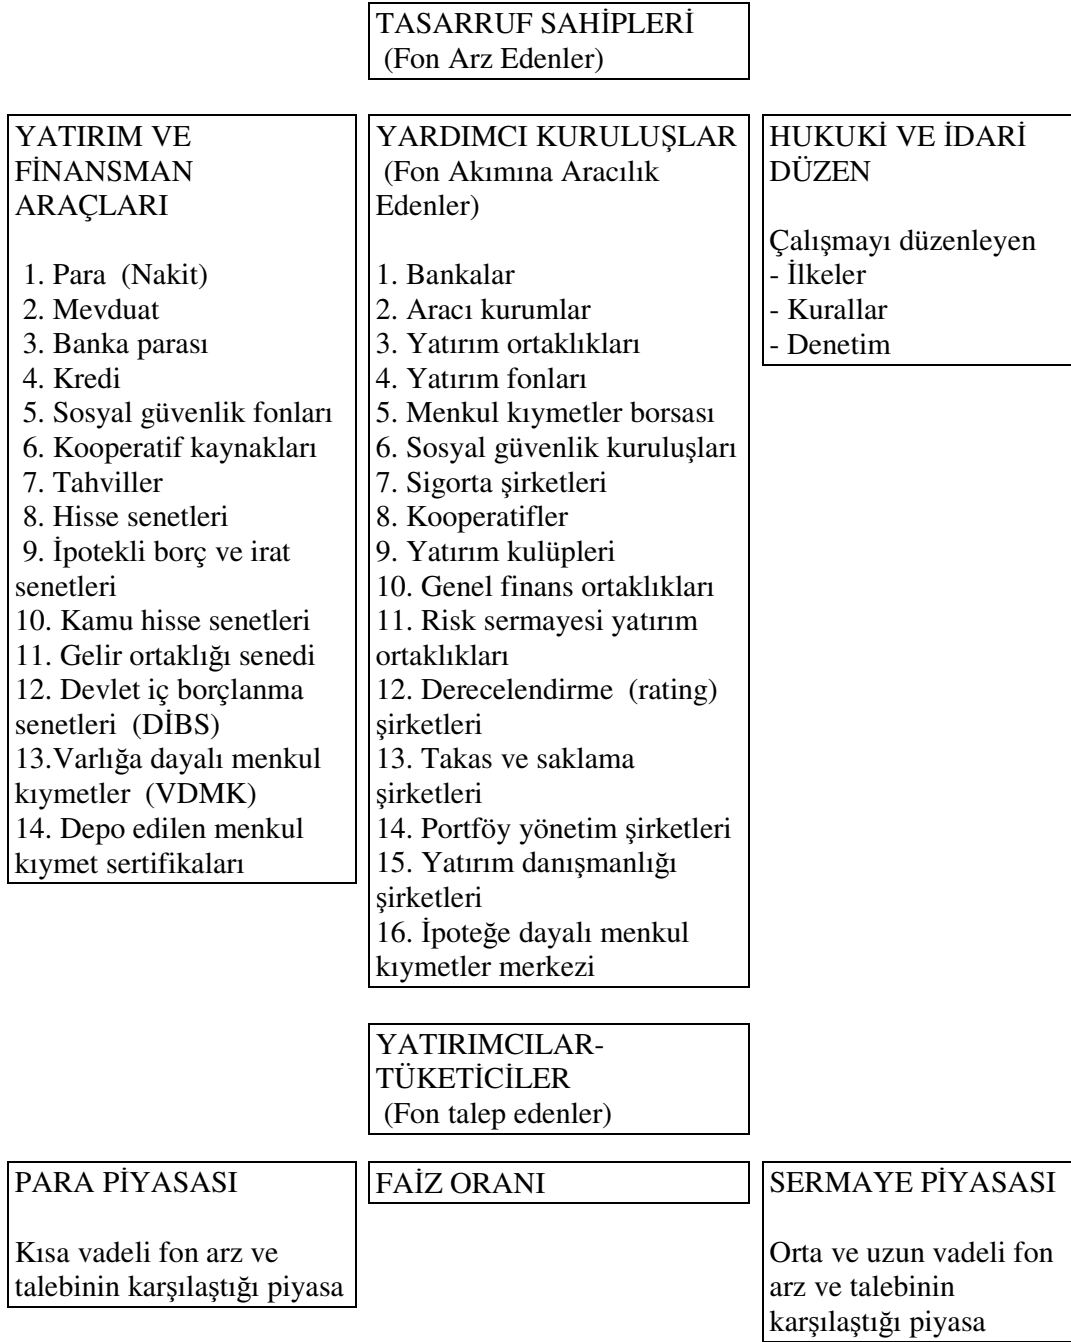 TASARRUF SAHİPLERİ
(Fon Arz Edenler)
YATIRIM VE
FİNANSMAN
ARAÇLARI
1. Para (Nakit)
2. Mevduat
3. Banka parası
4. Kredi
5. Sosyal güvenlik fonları
6. Kooperatif kaynakları
7. Tahviller
8. Hisse senetleri
9. İpotekli borç ve irat
senetleri
10. Kamu hisse senetleri
11. Gelir ortaklığı senedi
12. Devlet iç borçlanma
senetleri (DİBS)
13.Varlığa dayalı menkul
kıymetler (VDMK)
14. Depo edilen menkul
kıymet sertifikaları
YARDIMCI KURULUŞLAR
(Fon Akımına Aracılık
Edenler)
1. Bankalar
2. Aracı kurumlar
3. Yatırım ortaklıkları
4. Yatırım fonları
5. Menkul kıymetler borsası
6. Sosyal güvenlik kuruluşları
7. Sigorta şirketleri
8. Kooperatifler
9. Yatırım kulüpleri
10. Genel finans ortaklıkları
11. Risk sermayesi yatırım
ortaklıkları
12. Derecelendirme (rating)
şirketleri
13. Takas ve saklama
şirketleri
14. Portföy yönetim şirketleri
15. Yatırım danışmanlığı
şirketleri
16. İpoteğe dayalı menkul
kıymetler merkezi
HUKUKİ VE İDARİ
DÜZEN
Çalışmayı düzenleyen
- İlkeler
- Kurallar
- Denetim
YATIRIMCILAR-
TÜKETİCİLER
(Fon talep edenler)
PARA PİYASASI
Kısa vadeli fon arz ve
talebinin karşılaştığı piyasa
FAİZ ORANI
SERMAYE PİYASASI
Orta ve uzun vadeli fon
arz ve talebinin
karşılaştığı piyasa